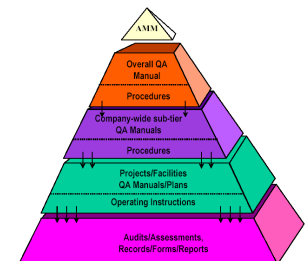 AMM
Overall QA
Manual
Procedures
Company-wide sub-tier
QA Manuals
Procedures
Projects/Facilities
QA Manuals/Plans
Operating Instructions
Audits/Assessments,
Records/Forms/Reports